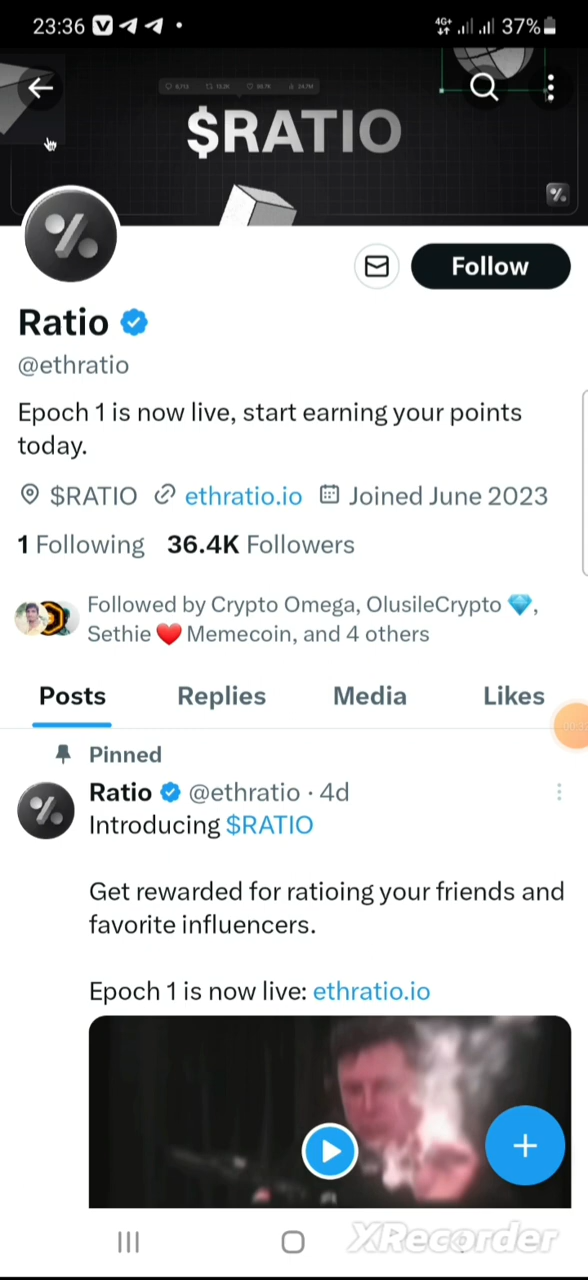 23:36
4G+
37%
$RATIO
Follow
Ratio
@ethratio
Epoch 1 is now live, start earning your points
today.
$RATIO ethratio.io Joined June 2023
1 Following 36.4K Followers
Followed by Crypto Omega, OlusileCrypto 💎,
Sethie ❤️ Memecoin, and 4 others
Posts Replies Media Likes
Pinned
Ratio @ethratio · 4d
Introducing $RATIO
Get rewarded for ratioing your friends and
favorite influencers.
Epoch 1 is now live: ethratio.io
XRecorder